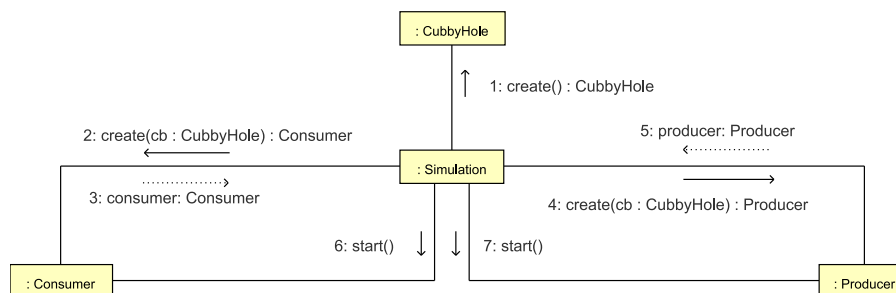 : CubbyHole
1: create() : CubbyHole
2: create(cb : CubbyHole) : Consumer
5: producer: Producer
: Simulation
3: consumer: Consumer
4: create(cb : CubbyHole) : Producer
6: start()
7: start()
: Consumer
: Producer